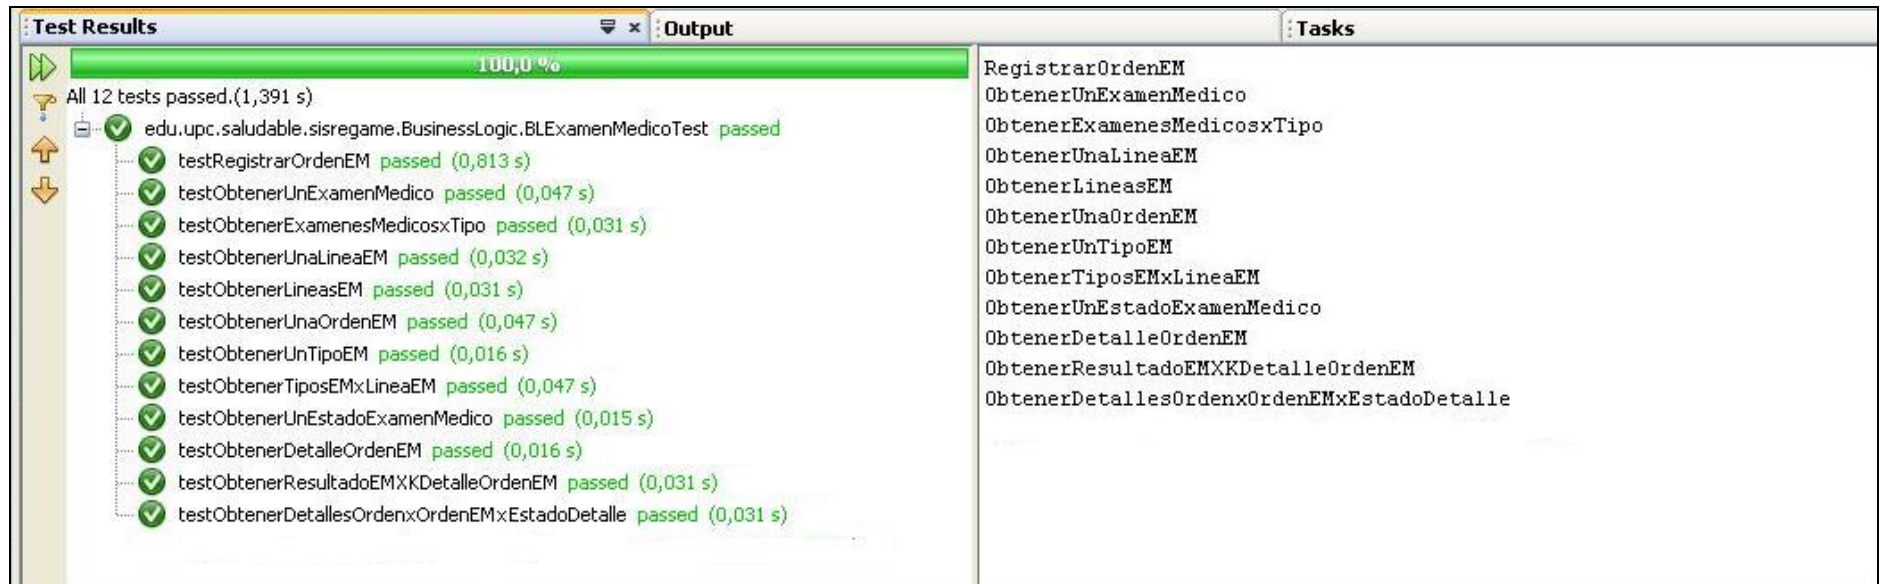 Test Results
Output
Tasks
100,0 %
All 12 tests passed.(1,391 s)
edu.upc.saludable.sisregame.BusinessLogic.BLExamenMedicoTest passed
testRegistrarOrdenEM passed (0,813 s)
testObtenerUnExamenMedico passed (0,047 s)
testObtenerExamenesMedicosxTipo passed (0,031 s)
testObtenerUnaLineaEM passed (0,032 s)
testObtenerLineasEM passed (0,031 s)
testObtenerUnaOrdenEM passed (0,047 s)
testObtenerUnTipoEM passed (0,016 s)
testObtenerTiposEMxLineaEM passed (0,047 s)
testObtenerUnEstadoExamenMedico passed (0,015 s)
testObtenerDetalleOrdenEM passed (0,016 s)
testObtenerResultadoEMXKDetalleOrdenEM passed (0,031 s)
testObtenerDetallesOrdenxOrdenEMxEstadoDetalle passed (0,031 s)
RegistrarOrdenEM
ObtenerUnExamenMedico
ObtenerExamenesMedicosxTipo
ObtenerUnaLineaEM
ObtenerLineasEM
ObtenerUnaOrdenEM
ObtenerUnTipoEM
ObtenerTiposEMxLineaEM
ObtenerUnEstadoExamenMedico
ObtenerDetalleOrdenEM
ObtenerResultadoEMXKDetalleOrdenEM
ObtenerDetallesOrdenxOrdenEMxEstadoDetalle